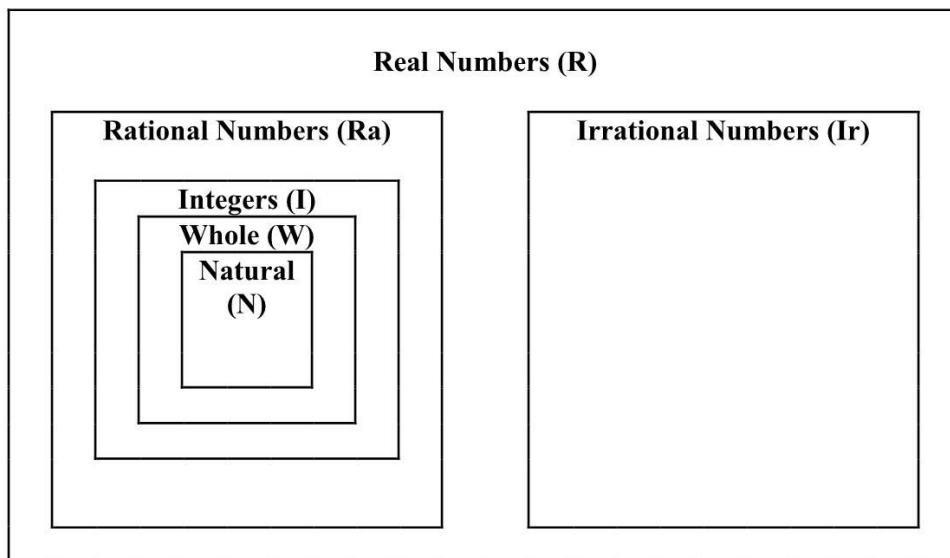 Real Numbers (R)
Rational Numbers (Ra)
Irrational Numbers (Ir)
Integers (I)
Whole (W)
Natural
(N)